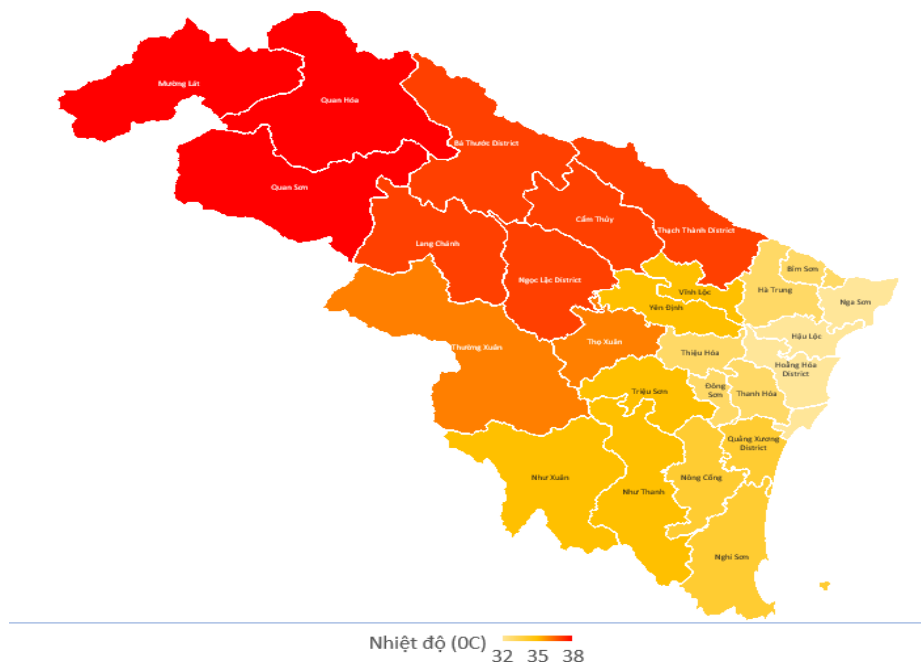 Mường Lát
Quan Hóa
Bá Thước District
Quan Sơn
Cẩm Thủy
Thạch Thành District
Lang Chánh
Ngọc Lặc District
Bỉm Sơn
Hà Trung
Vĩnh Lộc
Nga Sơn
Yên Định
Hậu Lộc
Thọ Xuân
Thường Xuân
Thiệu Hóa
Hoằng Hóa
District
Triệu Sơn
Đông
Sơn
Thanh Hóa
Quảng Xương
District
Như Xuân
Nông Cống
Như Thanh
Nghi Sơn
Nhiệt độ (0C)
32 35 38